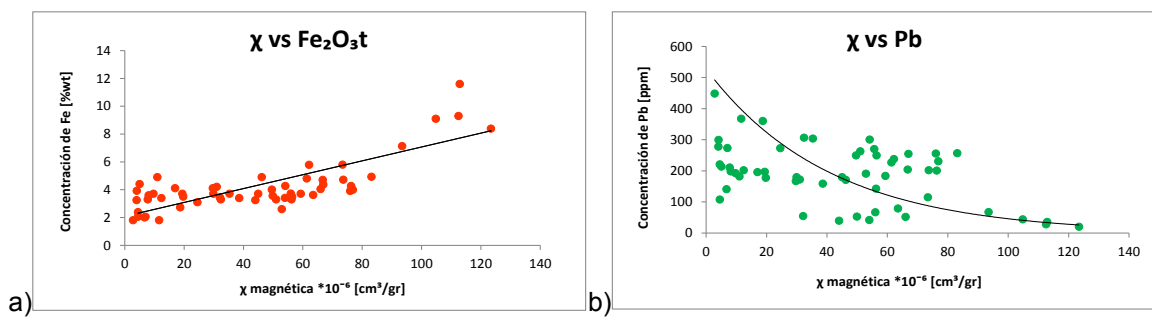 χ vs Fe₂O₃t
14
12
10
8
6
4
2
0
Concentración de Fe [%wt]
0 20 40 60 80 100 120 140
χ magnética *10⁻⁶ [cm³/gr]
a)
χ vs Pb
600
500
400
300
200
100
0
Concentración de Pb [ppm]
0 20 40 60 80 100 120 140
χ magnética *10⁻⁶ [cm³/gr]
b)